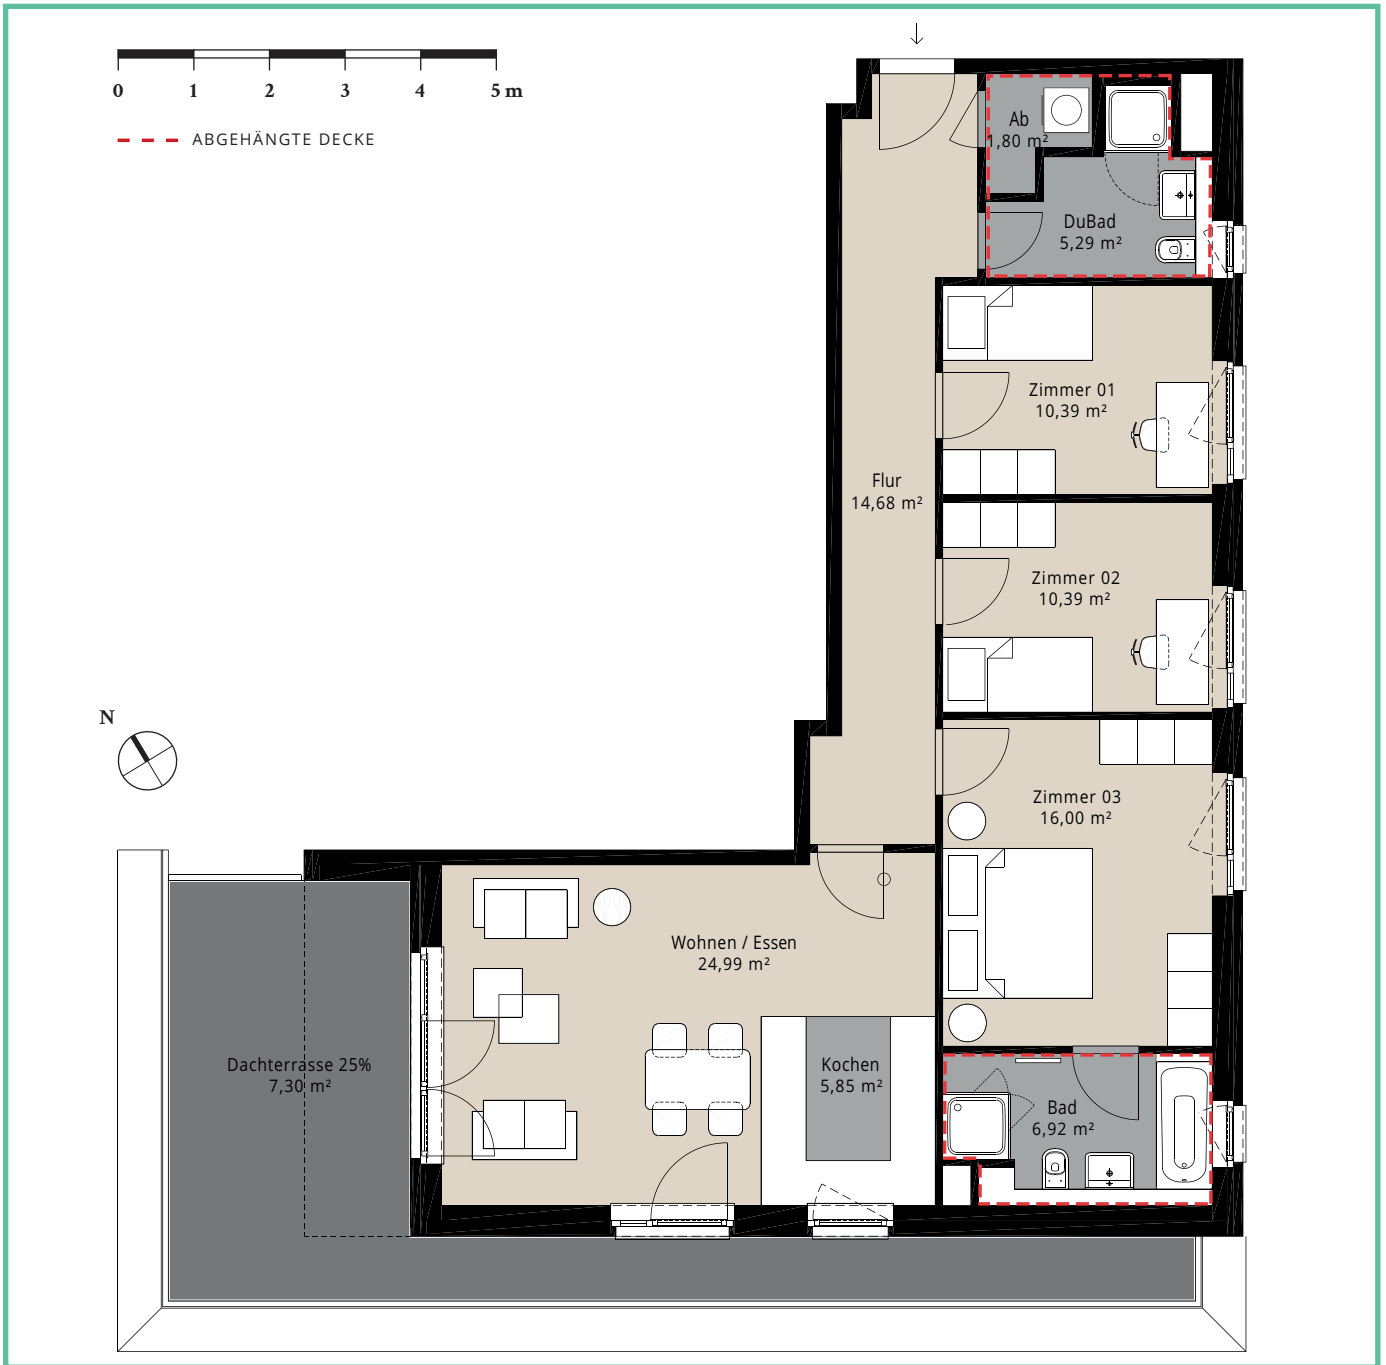 0 1 2 3 4 5 m
ABGEHÄNGTE DECKE
Ab
1,80 m²
DuBad
5,29 m²
Zimmer 01
10,39 m²
Flur
14,68 m²
Zimmer 02
10,39 m²
N
Zimmer 03
16,00 m²
Wohnen / Essen
24,99 m²
Dachterrasse 25%
7,30 m²
Kochen
5,85 m²
Bad
6,92 m²